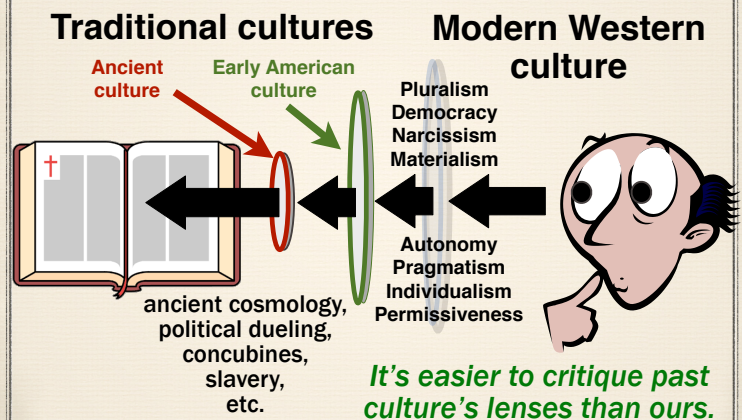 Traditional cultures
Modern Western
culture
Ancient
culture
Early American
culture
Pluralism
Democracy
Narcissism
Materialism
Autonomy
Pragmatism
Individualism
Permissiveness
ancient cosmology,
political dueling,
concubines,
slavery,
etc.
It's easier to critique past
culture's lenses than ours.